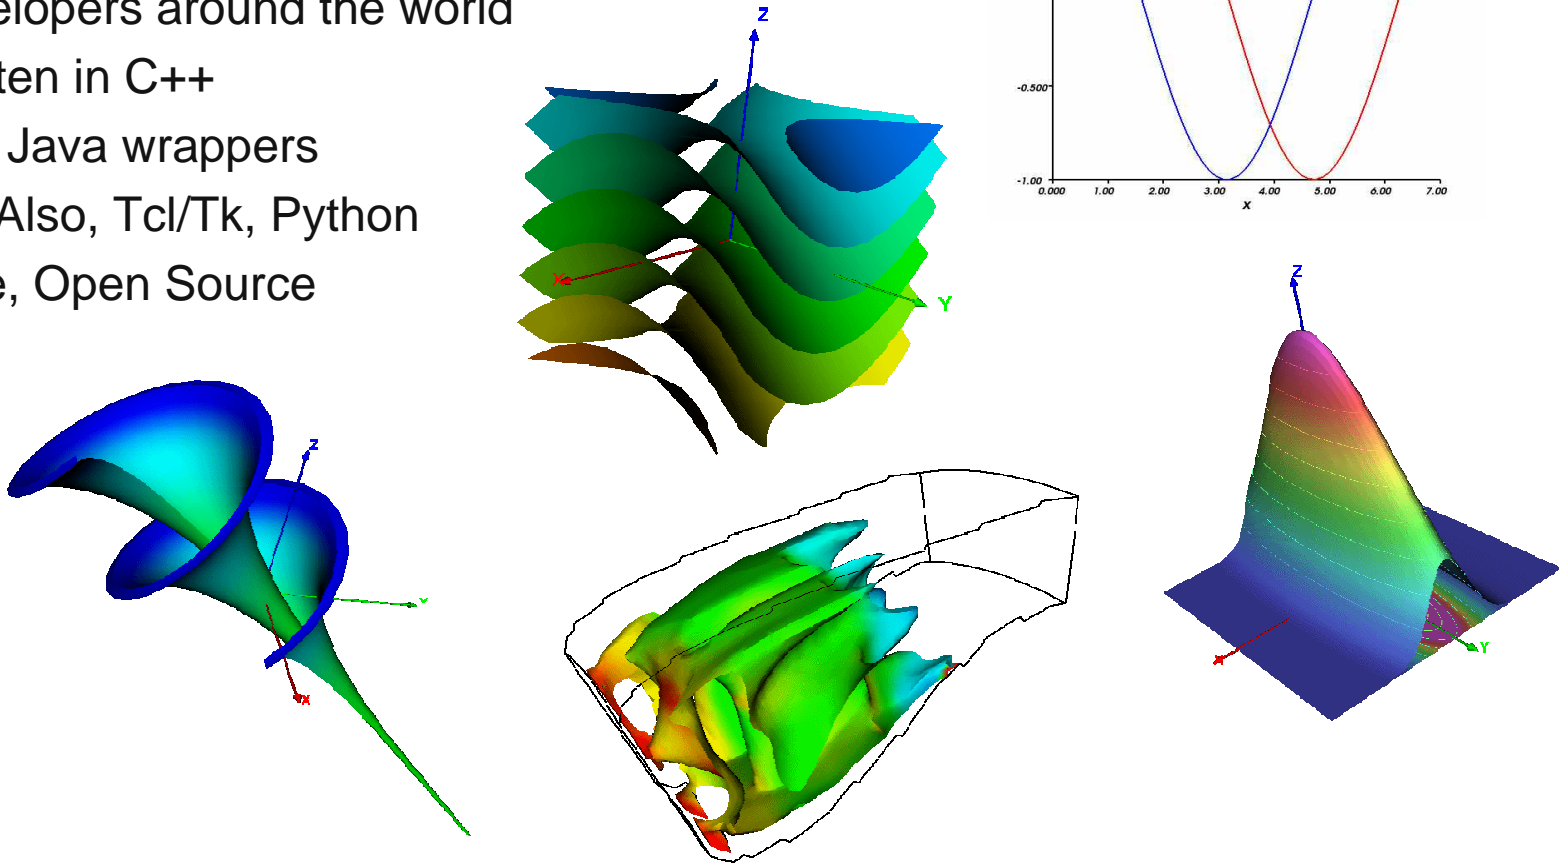 elopers around the world
ten in C++
Java wrappers
Also, Tcl/Tk, Python
e, Open Source
Z
X
Y
-0.500
-1.00
0.000 1.00 2.00 3.00 4.00 5.00 6.00 7.00
X
Z
Y
X
Z
X
Y